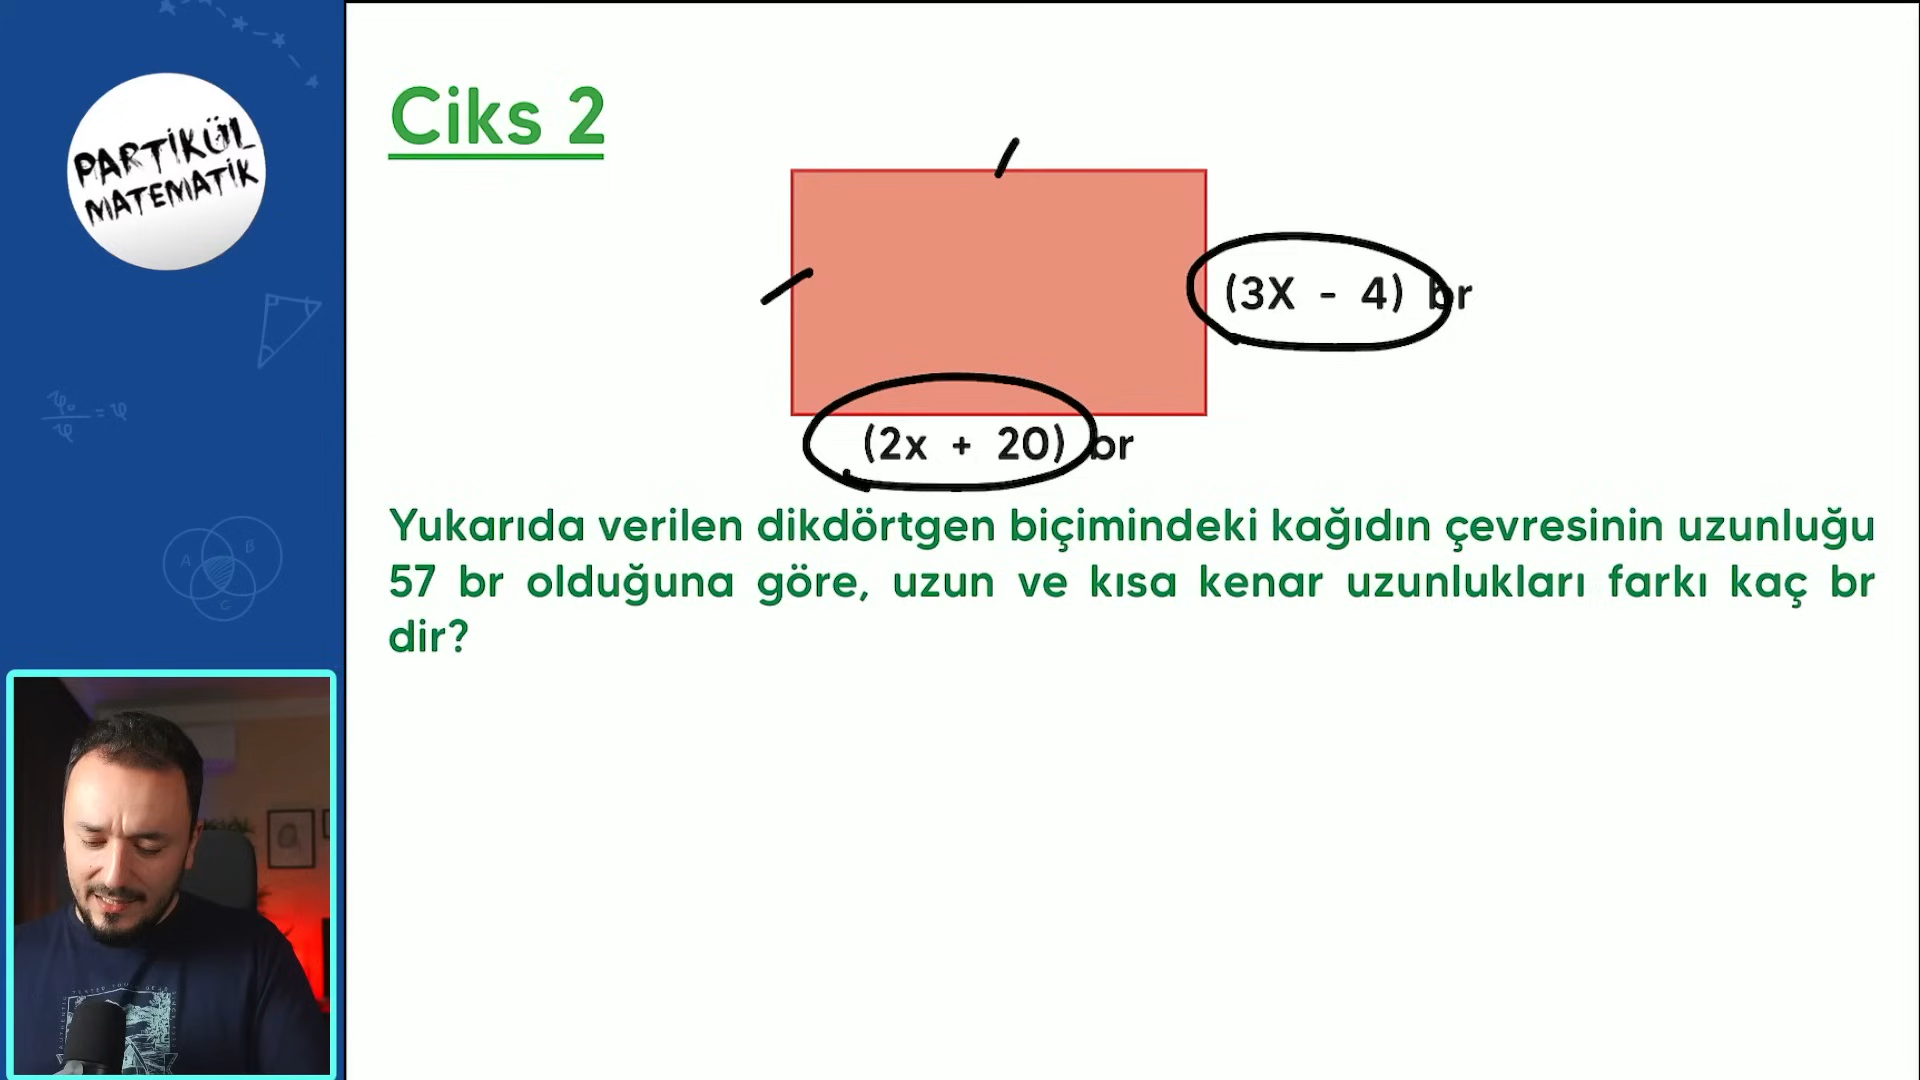 PARTİKÜL
MATEMATİK
Ciks 2
(3X - 4) br
(2x + 20) br
Yukarıda verilen dikdörtgen biçimindeki kağıdın çevresinin uzunluğu
57 br olduğuna göre, uzun ve kısa kenar uzunlukları farkı kaç br
dir?
A
B
C